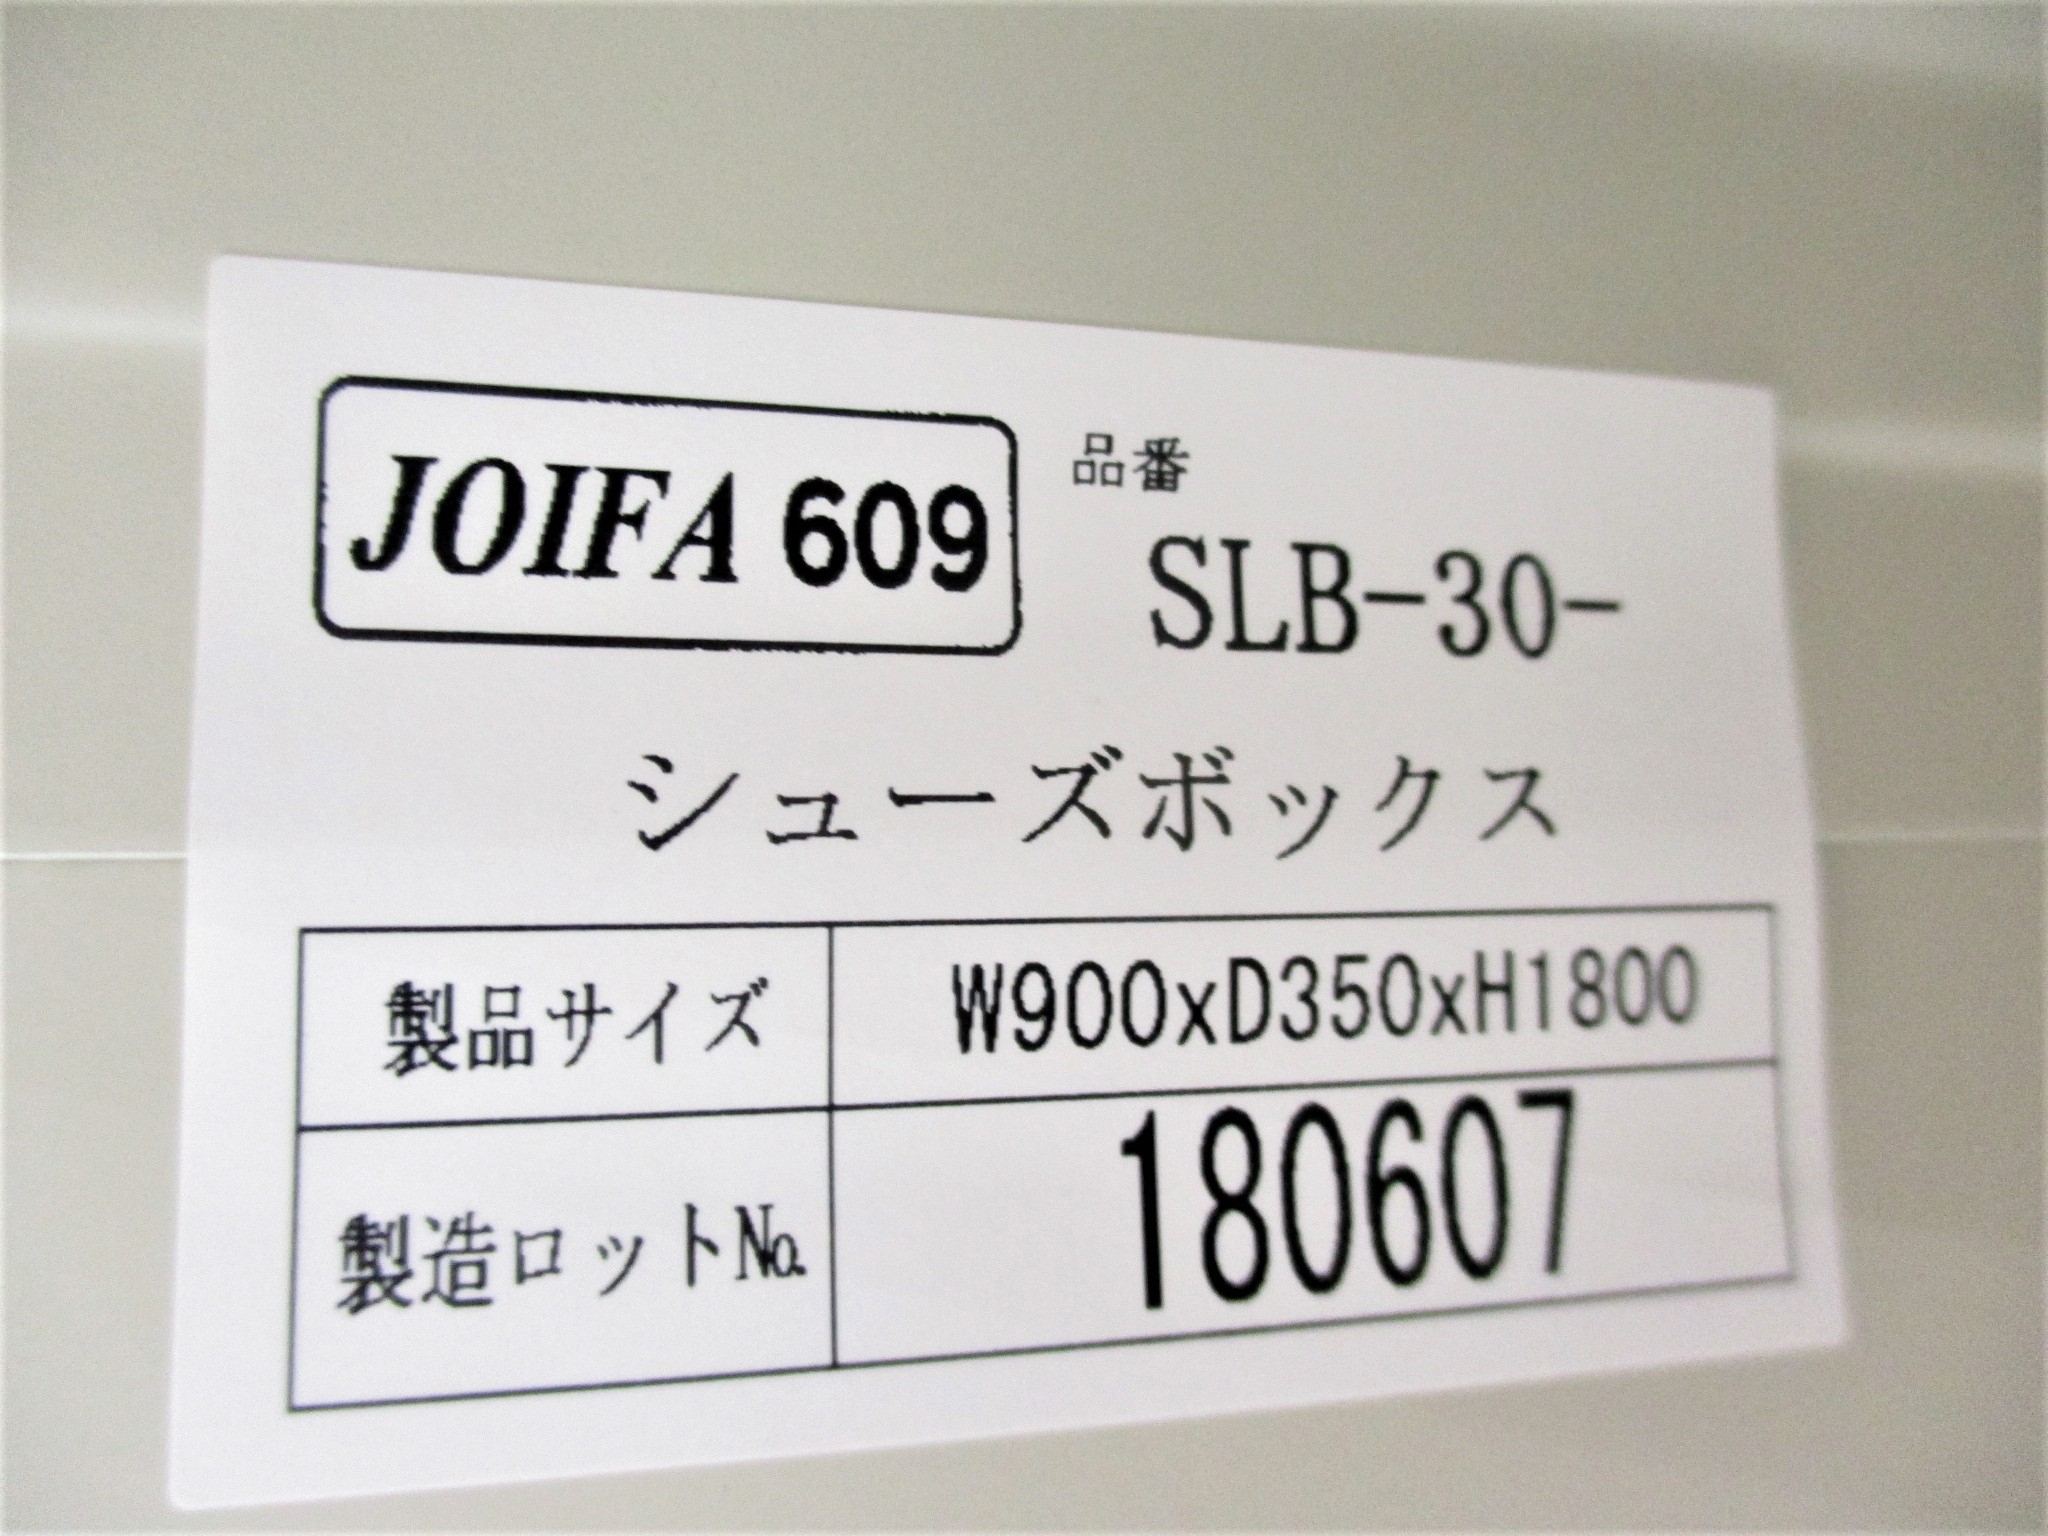 JOIFA 609
品番
SLB-30-
シューズボックス
製品サイズ W900xD350xH1800
製造ロット№ 180607